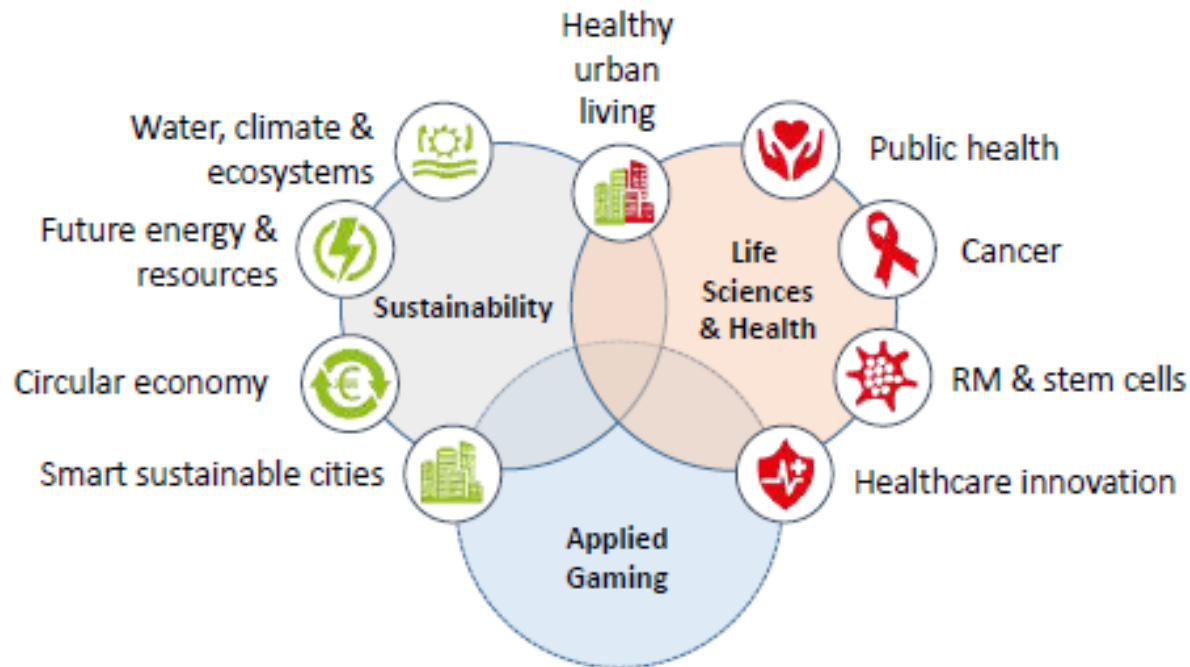 Healthy
urban
living
Water, climate &
ecosystems
Future energy &
resources
Circular economy
Smart sustainable cities
Sustainability
Life
Sciences
& Health
Applied
Gaming
Public health
Cancer
RM & stem cells
Healthcare innovation
€